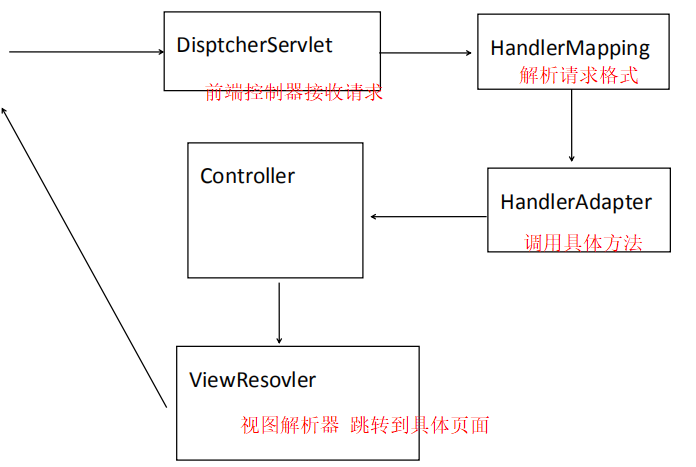 DisptcherServlet
前端控制器接收请求
HandlerMapping
解析请求格式
HandlerAdapter
调用具体方法
Controller
ViewResovler
视图解析器 跳转到具体页面